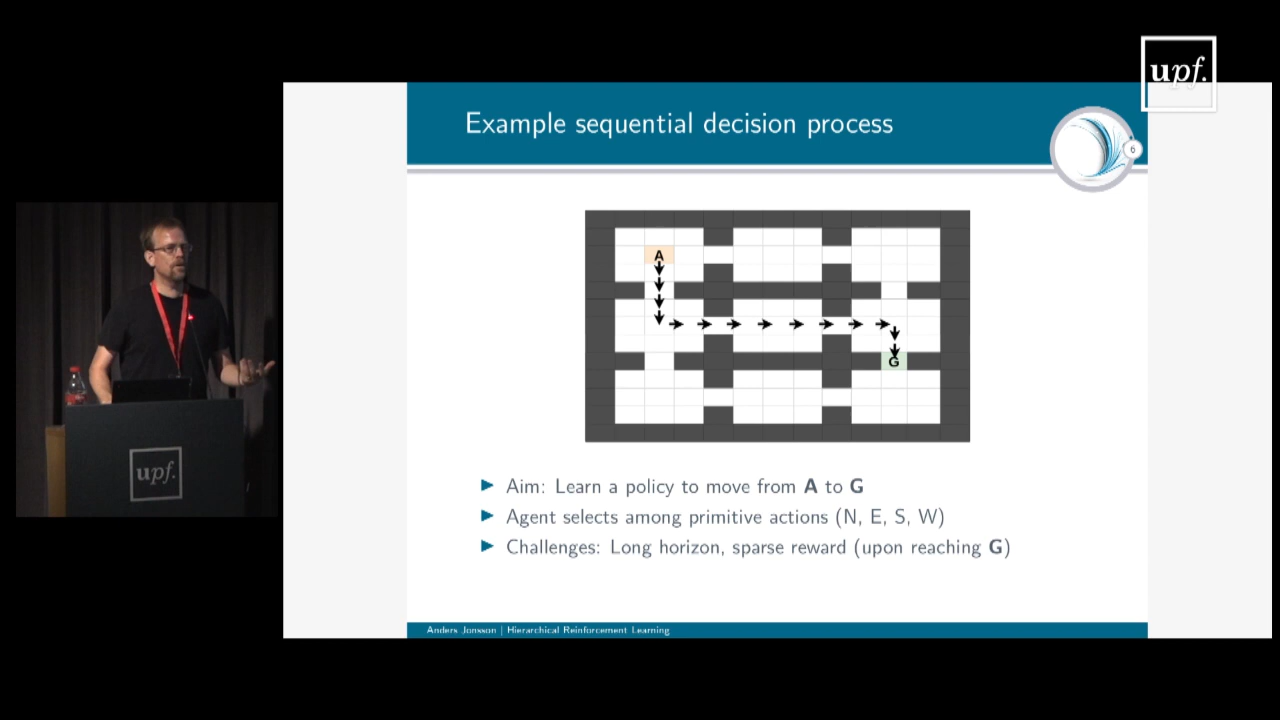 upf.
Example sequential decision process
6
A
G
▶ Aim: Learn a policy to move from A to G
▶ Agent selects among primitive actions (N, E, S, W)
▶ Challenges: Long horizon, sparse reward (upon reaching G)
upf.
Anders Jonsson | Hierarchical Reinforcement Learning